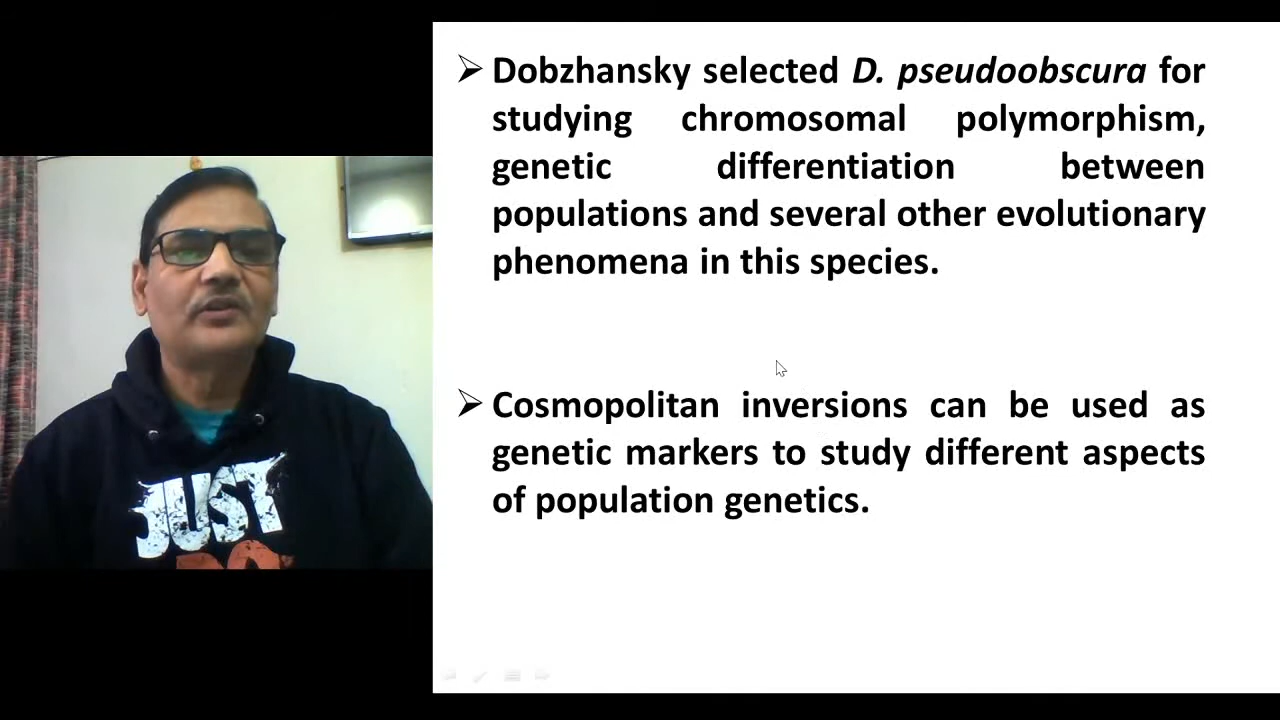 ➢ Dobzhansky selected D. pseudoobscura for
studying chromosomal polymorphism,
genetic differentiation between
populations and several other evolutionary
phenomena in this species.
➢ Cosmopolitan inversions can be used as
genetic markers to study different aspects
of population genetics.
JUST
DO